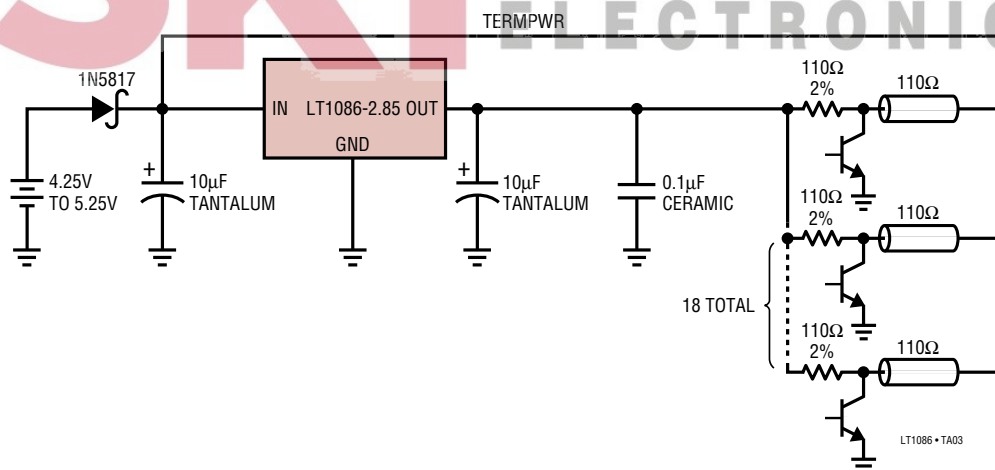 SKI
ELECTRONIC
TERMPWR
1N5817
IN LT1086-2.85 OUT
GND
+
4.25V
TO 5.25V
10µF
TANTALUM
+
10µF
TANTALUM
0.1µF
CERAMIC
110Ω
2%
110Ω
110Ω
2%
110Ω
18 TOTAL
110Ω
2%
110Ω
LT1086 • TA03